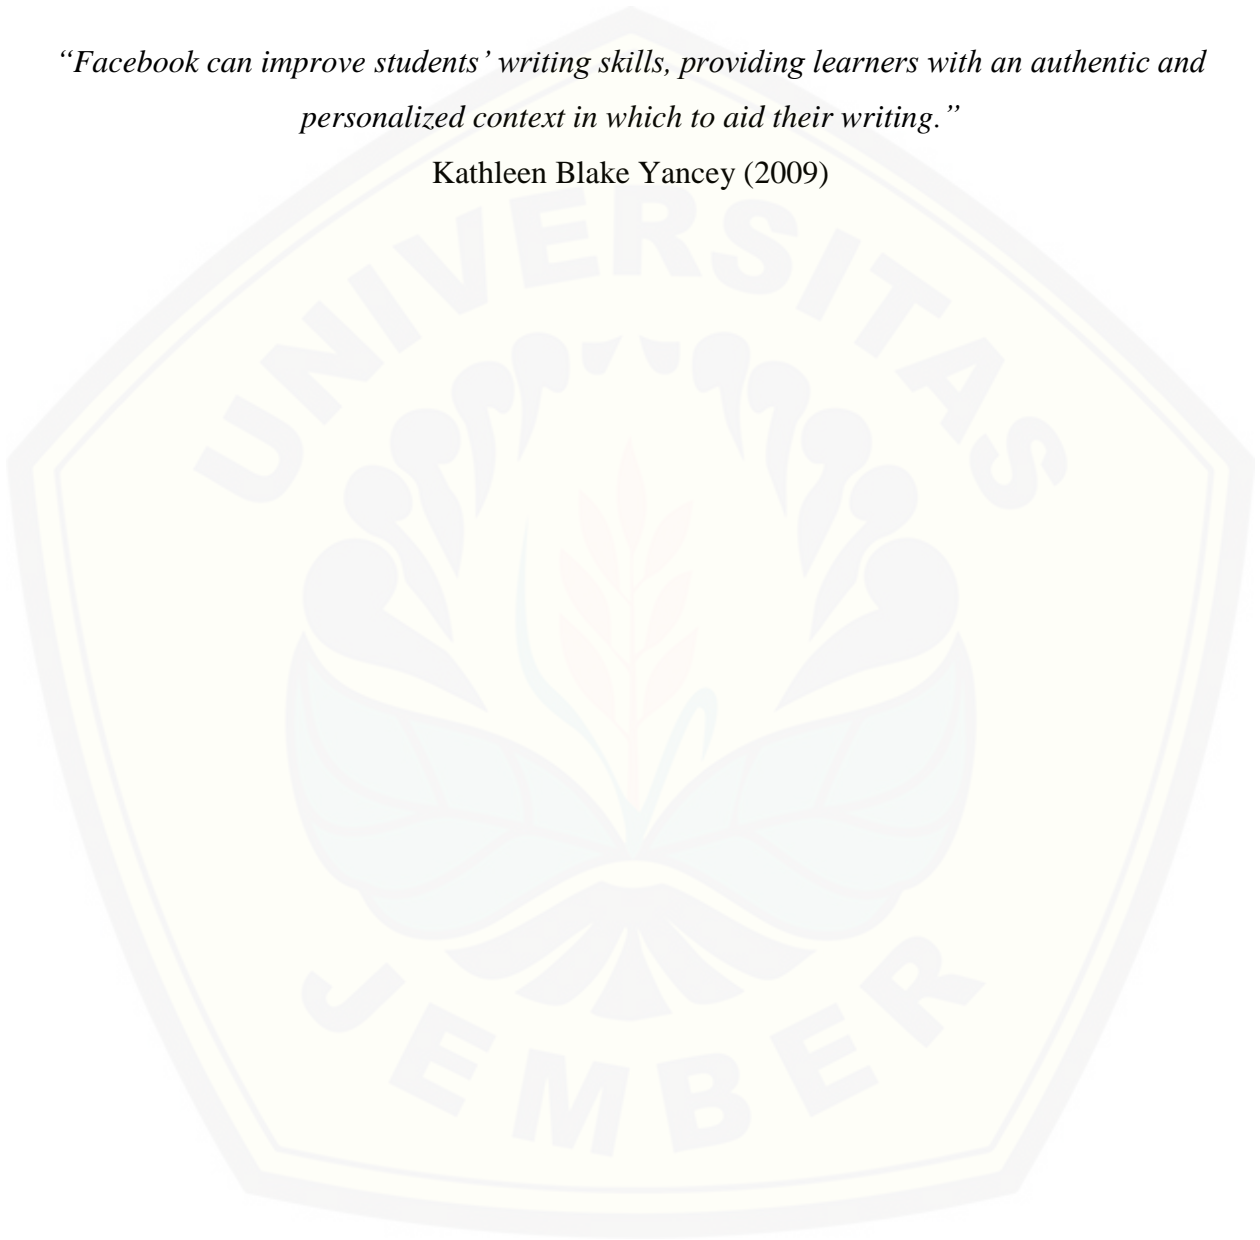 “Facebook can improve students’ writing skills, providing learners with an authentic and
personalized context in which to aid their writing.”
Kathleen Blake Yancey (2009)
UNIVERSITAS
JEMBER